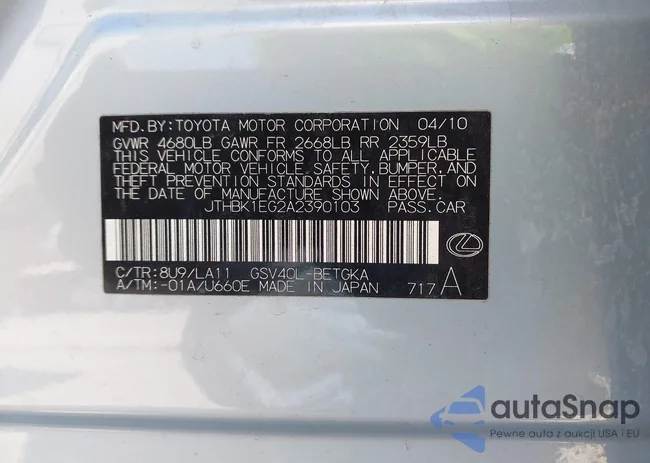 MFD. BY: TOYOTA MOTOR CORPORATION 04/10
GVWR 4680LB GAWR FR 2668LB RR 2359LB
THIS VEHICLE CONFORMS TO ALL APPLICABLE
FEDERAL MOTOR VEHICLE SAFETY, BUMPER, AND
THEFT PREVENTION STANDARDS IN EFFECT ON
THE DATE OF MANUFACTURE SHOWN ABOVE.
JTHBK1EG2A2390103 PASS.CAR
C/TR: 8U9/LA11 GSV40L-BETGKA
A/TM: -01A/U660E MADE IN JAPAN 717 A
autaSnap
Pewne auta z aukcji USA i EU